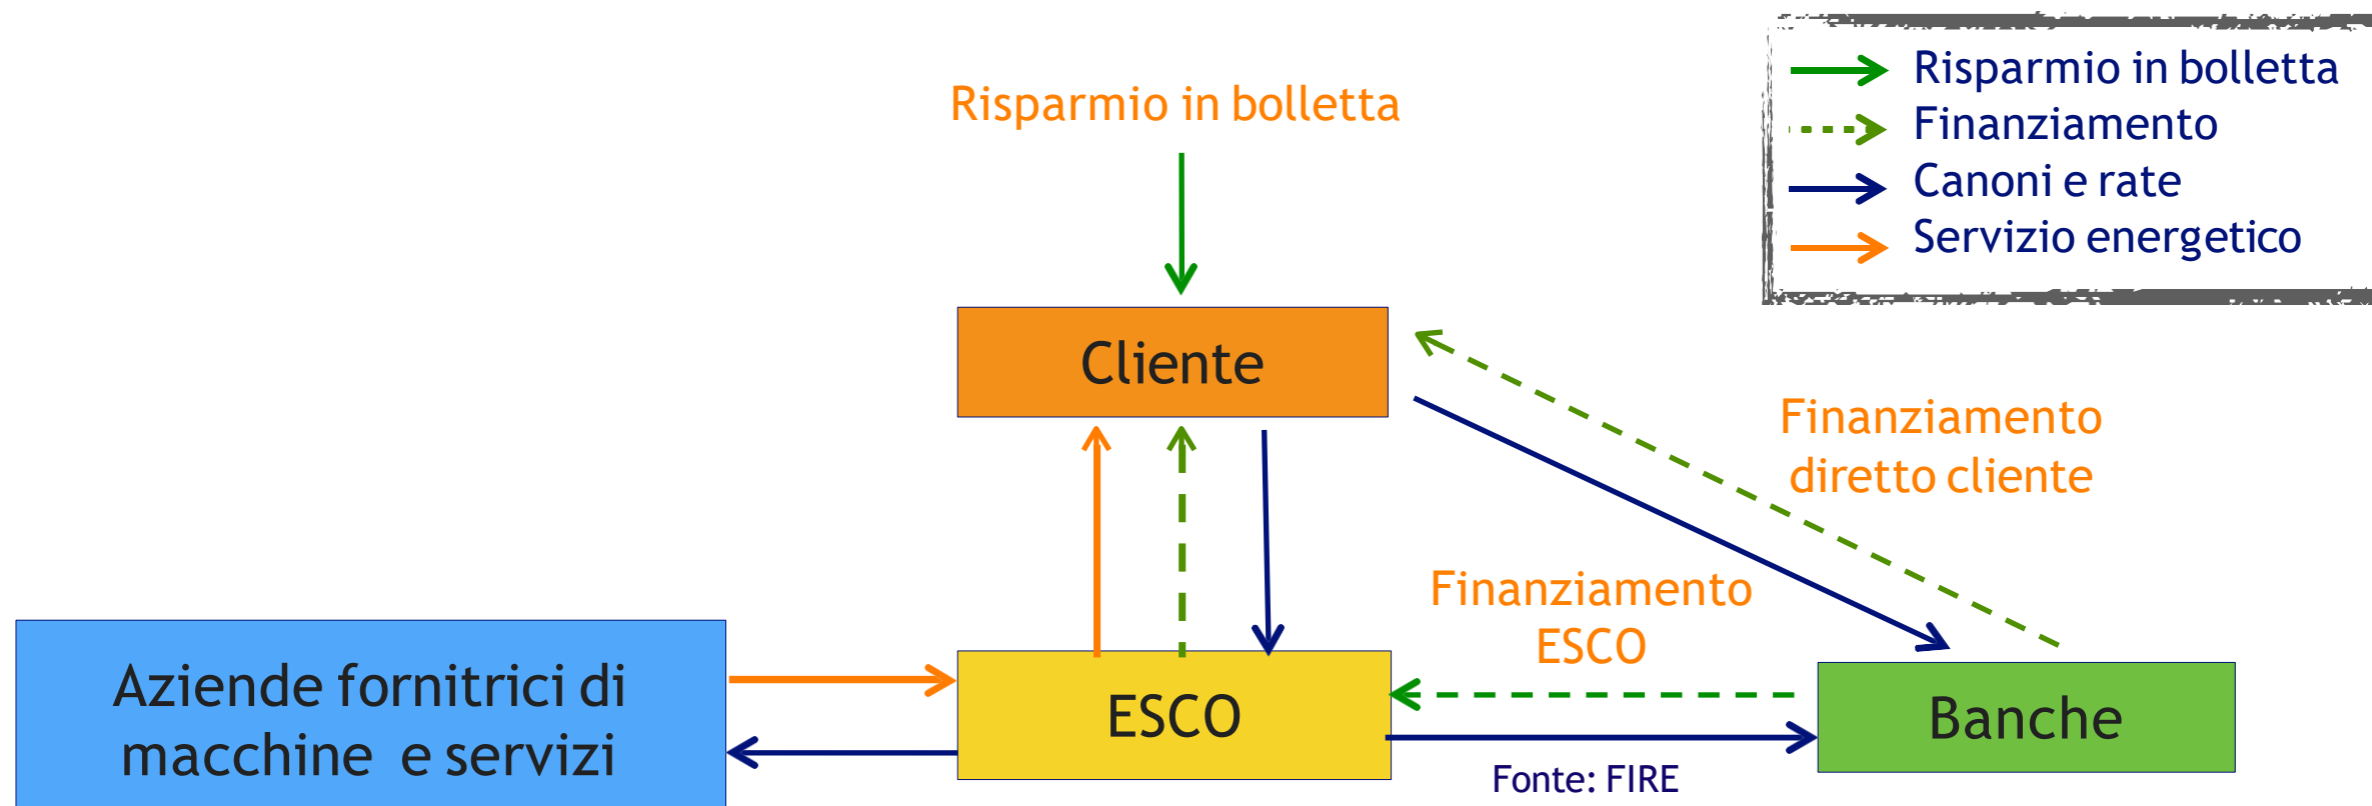 Risparmio in bolletta
Finanziamento
Canoni e rate
Servizio energetico
Risparmio in bolletta
Cliente
Finanziamento
diretto cliente
Finanziamento
ESCO
Aziende fornitrici di
macchine e servizi
ESCO
Banche
Fonte: FIRE